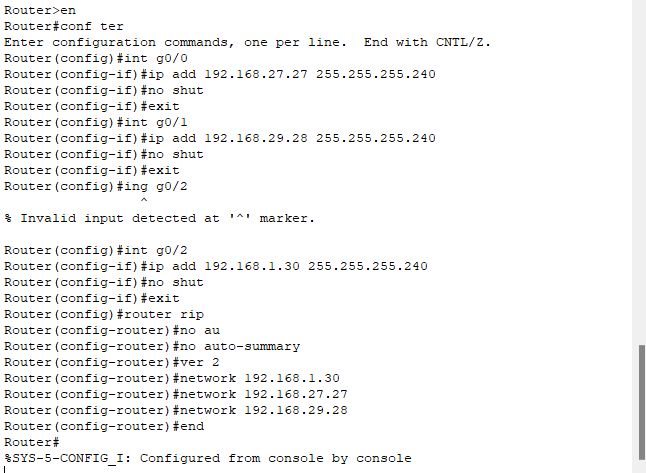 Router>en
Router#conf ter
Enter configuration commands, one per line.  End with CNTL/Z.
Router(config)#int g0/0
Router(config-if)#ip add 192.168.27.27 255.255.255.240
Router(config-if)#no shut
Router(config-if)#exit
Router(config)#int g0/1
Router(config-if)#ip add 192.168.29.28 255.255.255.240
Router(config-if)#no shut
Router(config-if)#exit
Router(config)#ing g0/2
^
% Invalid input detected at '^' marker.
Router(config)#int g0/2
Router(config-if)#ip add 192.168.1.30 255.255.255.240
Router(config-if)#no shut
Router(config-if)#exit
Router(config)#router rip
Router(config-router)#no au
Router(config-router)#no auto-summary
Router(config-router)#ver 2
Router(config-router)#network 192.168.1.30
Router(config-router)#network 192.168.27.27
Router(config-router)#network 192.168.29.28
Router(config-router)#end
Router#
%SYS-5-CONFIG_I: Configured from console by console